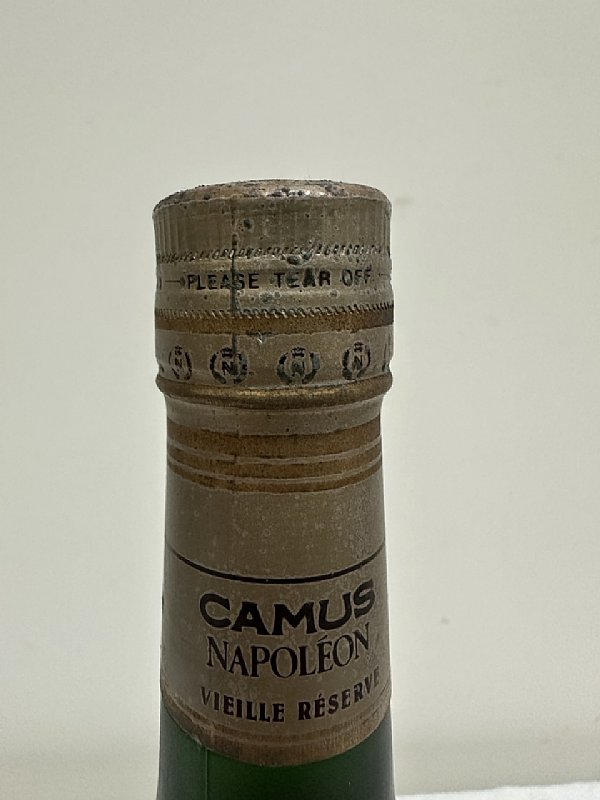 PLEASE TEAR OFF
N N N N
CAMUS
NAPOLÉON
VIEILLE RÉSERVE